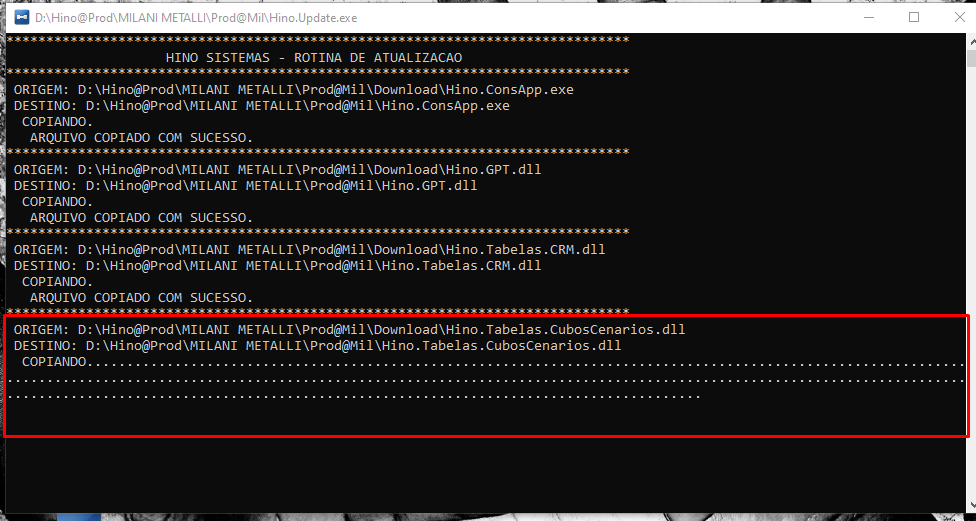 D:\Hino@Prod\MILANI METALLI\Prod@Mil\Hino.Update.exe
******************************************************************************
HINO SISTEMAS - ROTINA DE ATUALIZACAO
******************************************************************************
ORIGEM: D:\Hino@Prod\MILANI METALLI\Prod@Mil\Download\Hino.ConsApp.exe
DESTINO: D:\Hino@Prod\MILANI METALLI\Prod@Mil\Hino.ConsApp.exe
COPIANDO.
ARQUIVO COPIADO COM SUCESSO.
******************************************************************************
ORIGEM: D:\Hino@Prod\MILANI METALLI\Prod@Mil\Download\Hino.GPT.dll
DESTINO: D:\Hino@Prod\MILANI METALLI\Prod@Mil\Hino.GPT.dll
COPIANDO.
ARQUIVO COPIADO COM SUCESSO.
******************************************************************************
ORIGEM: D:\Hino@Prod\MILANI METALLI\Prod@Mil\Download\Hino.Tabelas.CRM.dll
DESTINO: D:\Hino@Prod\MILANI METALLI\Prod@Mil\Hino.Tabelas.CRM.dll
COPIANDO.
ARQUIVO COPIADO COM SUCESSO.
******************************************************************************
ORIGEM: D:\Hino@Prod\MILANI METALLI\Prod@Mil\Download\Hino.Tabelas.CubosCenarios.dll
DESTINO: D:\Hino@Prod\MILANI METALLI\Prod@Mil\Hino.Tabelas.CubosCenarios.dll
COPIANDO..............................................................................................................
........................................................................................................................
.......................................................................................